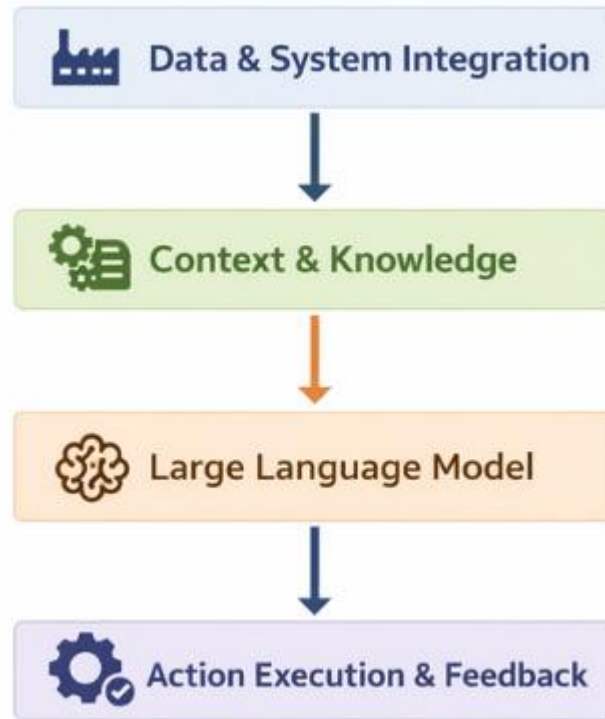 Data & System Integration
Context & Knowledge
Large Language Model
Action Execution & Feedback